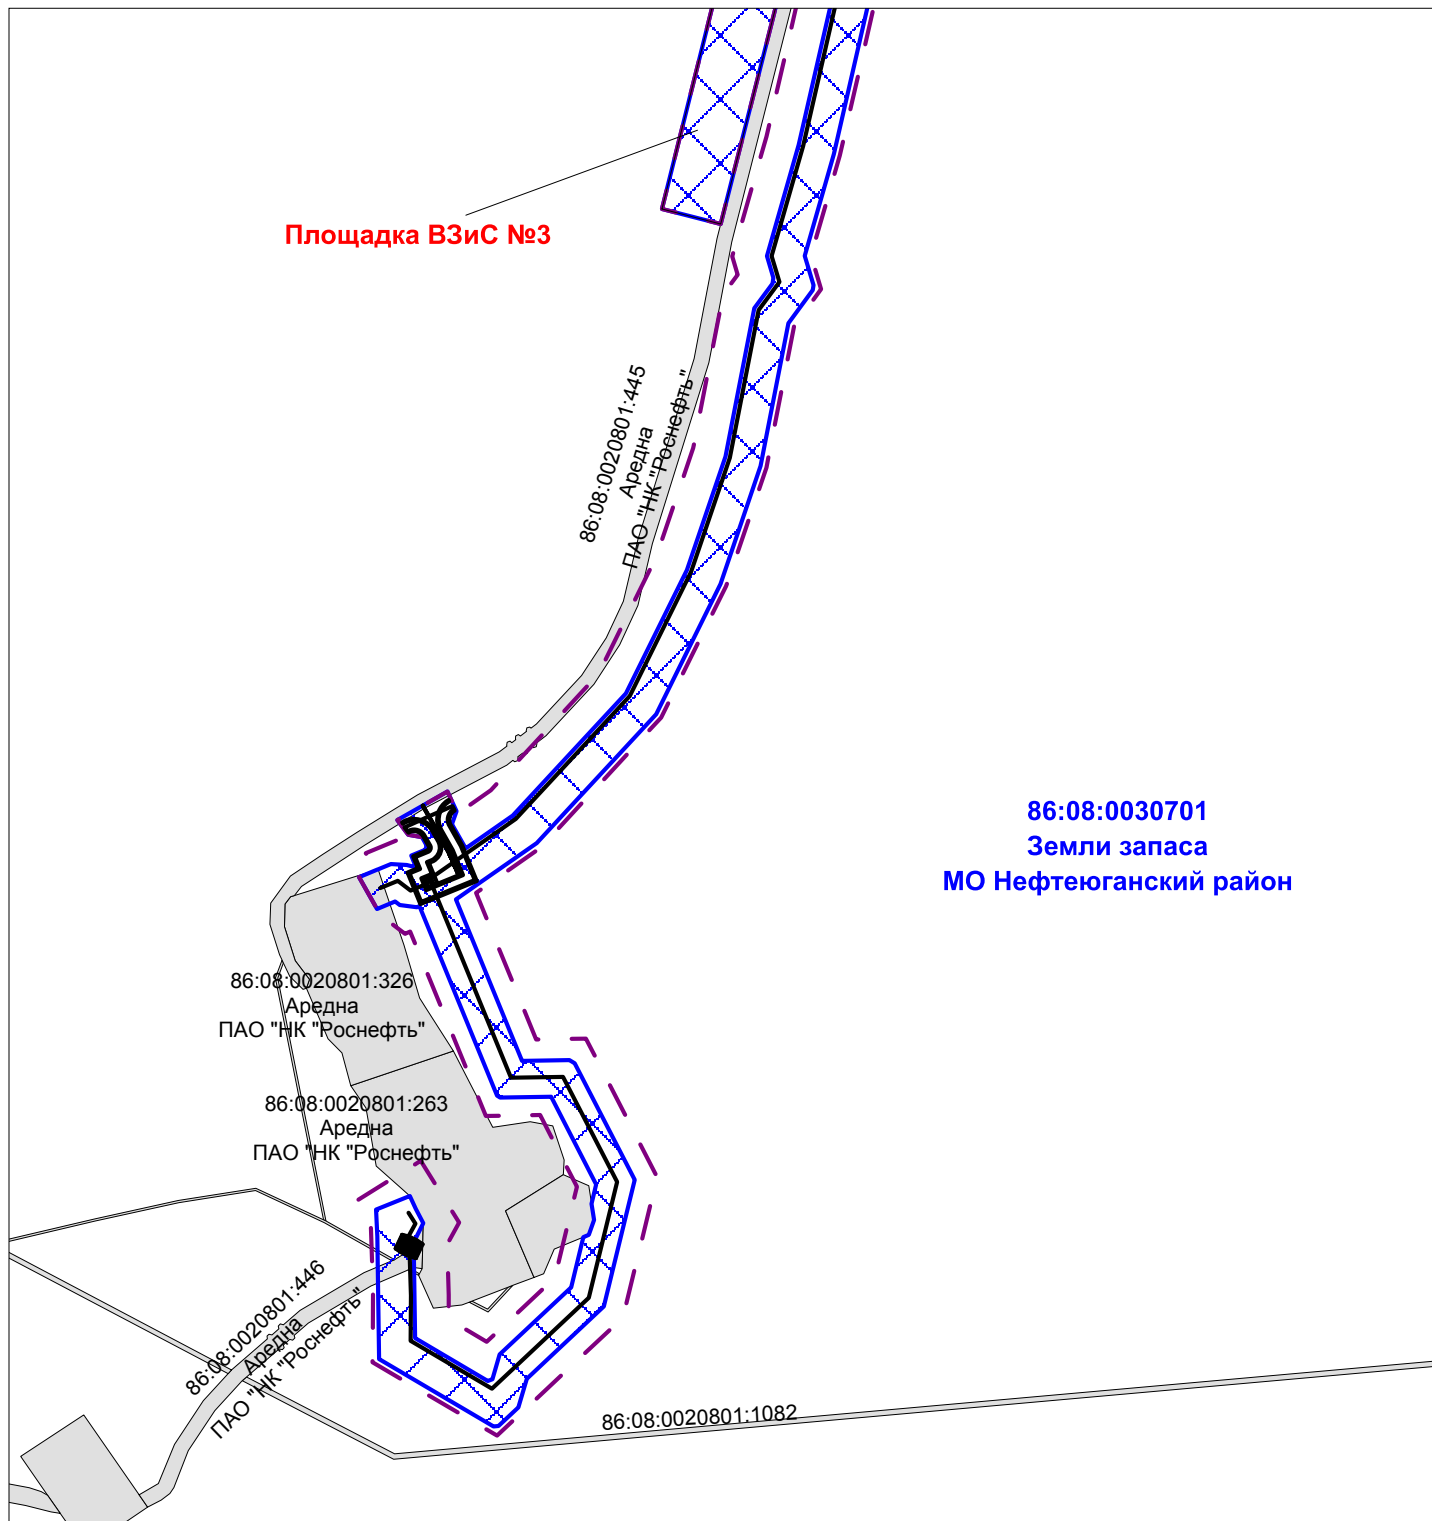 Площадка ВЗиС №3
86:08:0020801:445
Аредна
ПАО "НК "Роснефть"
86:08:0030701
Земли запаса
МО Нефтеюганский район
86:08:0020801:326
Аредна
ПАО "НК "Роснефть"
86:08:0020801:263
Аредна
ПАО "НК "Роснефть"
86:08:0020801:446
Аредна
ПАО "НК "Роснефть"
86:08:0020801:1082